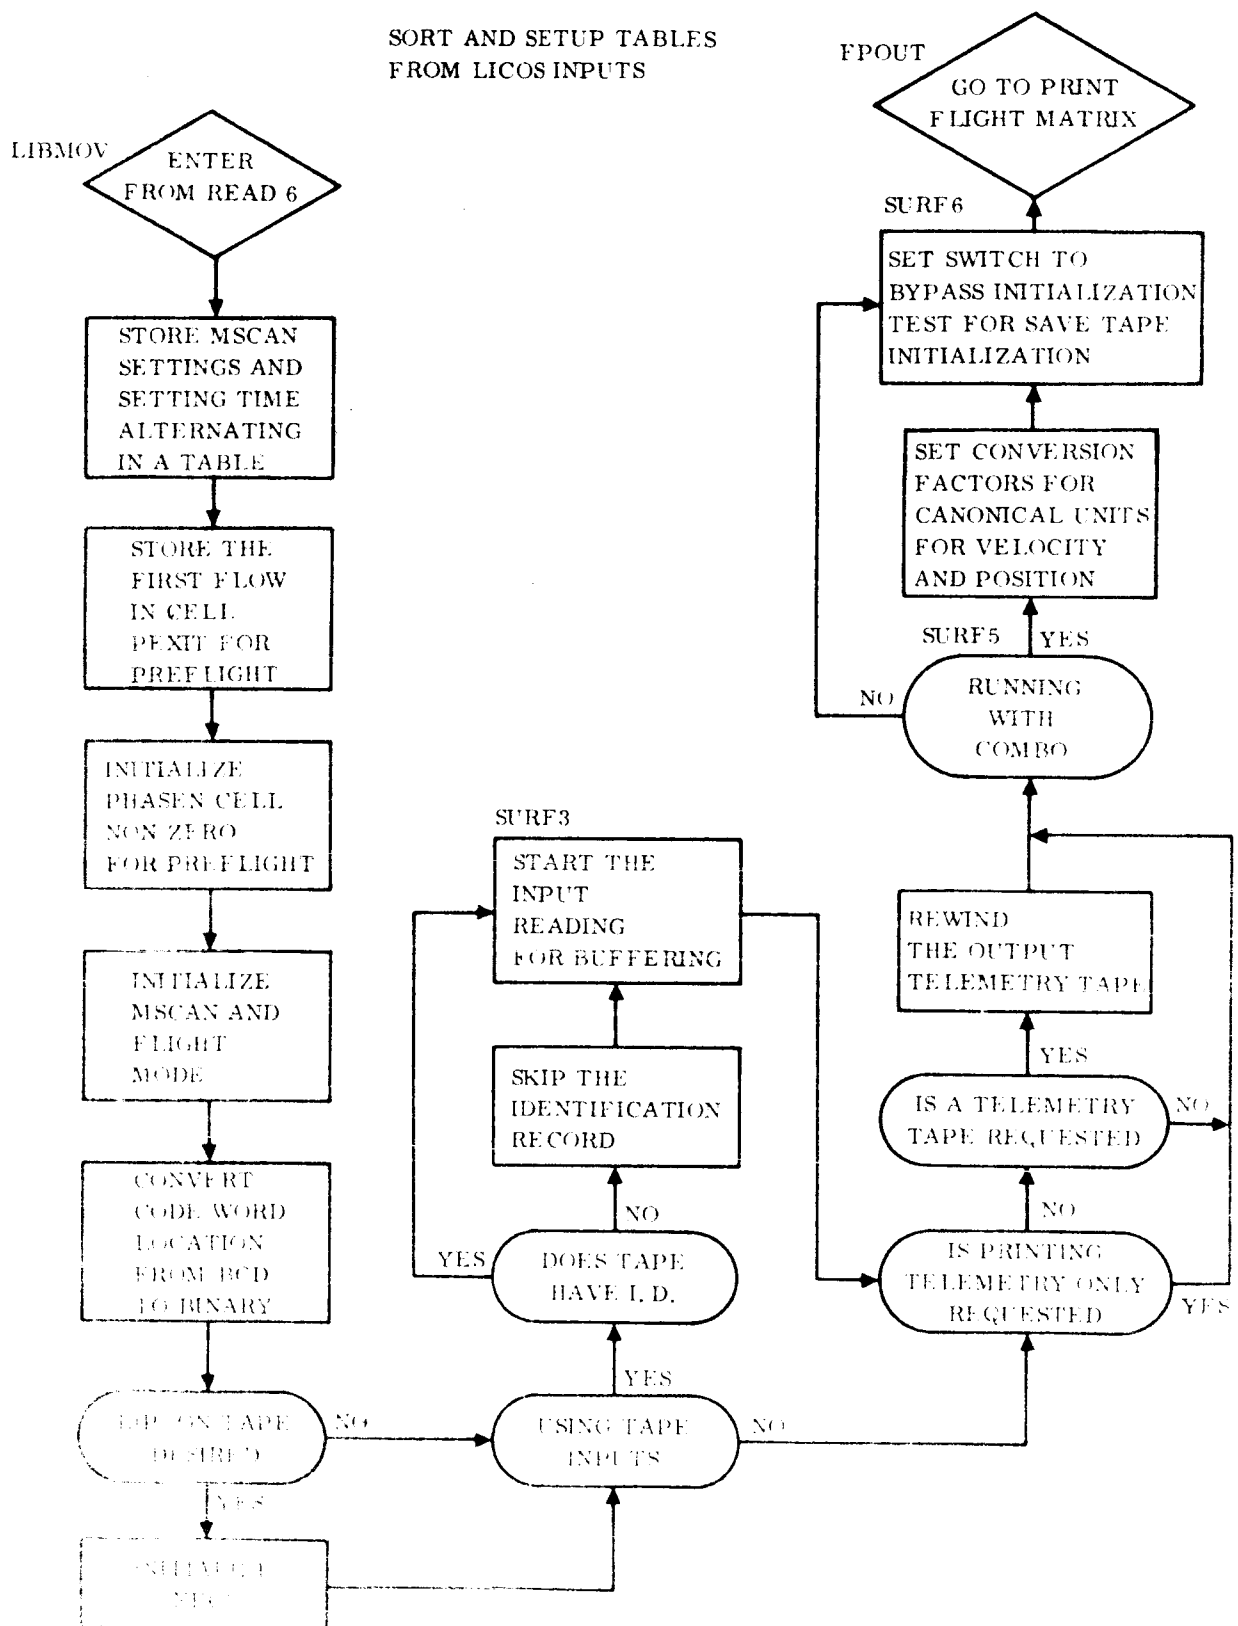 SORT AND SETUP TABLES
FROM LICOS INPUTS
LIBMOV
ENTER
FROM READ 6
STORE MSCAN
SETTINGS AND
SETTING TIME
ALTERNATING
IN A TABLE
STORE THE
FIRST FLOW
IN CELL
PEXIT FOR
PREFLIGHT
INITIALIZE
PHASEN CELL
NON ZERO
FOR PREFLIGHT
INITIALIZE
MSCAN AND
FLIGHT
MODE
CONVERT
CODE WORD
LOCATION
FROM BCD
TO BINARY
ON TAPE
DESIRED
NO
YES
SURF3
START THE
INPUT
READING
FOR BUFFERING
SKIP THE
IDENTIFICATION
RECORD
NO
YES
DOES TAPE
HAVE I. D.
YES
USING TAPE
INPUTS
NO
FPOUT
GO TO PRINT
FLIGHT MATRIX
SURF6
SET SWITCH TO
BYPASS INITIALIZATION
TEST FOR SAVE TAPE
INITIALIZATION
SET CONVERSION
FACTORS FOR
CANONICAL UNITS
FOR VELOCITY
AND POSITION
SURF5
YES
NO
RUNNING
WITH
COMBO
REWIND
THE OUTPUT
TELEMETRY TAPE
YES
IS A TELEMETRY
TAPE REQUESTED
NO
NO
IS PRINTING
TELEMETRY ONLY
REQUESTED
YES